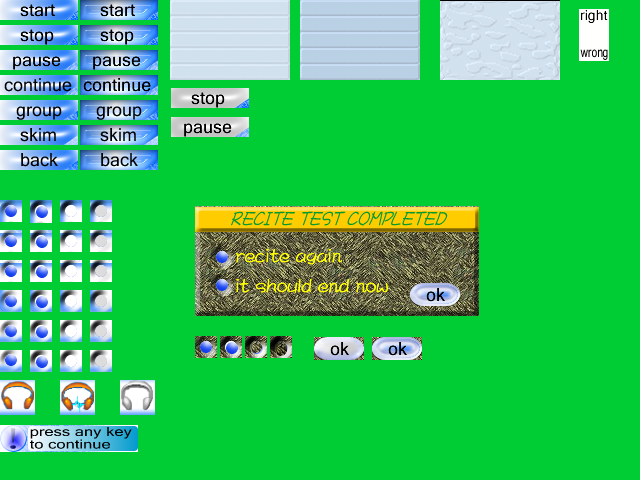 start start
stop stop
pause pause
continue continue
group group
skim skim
back back
stop
pause
right
wrong
RECITE TEST COMPLETED
recite again
it should end now
ok
ok ok
press any key
to continue